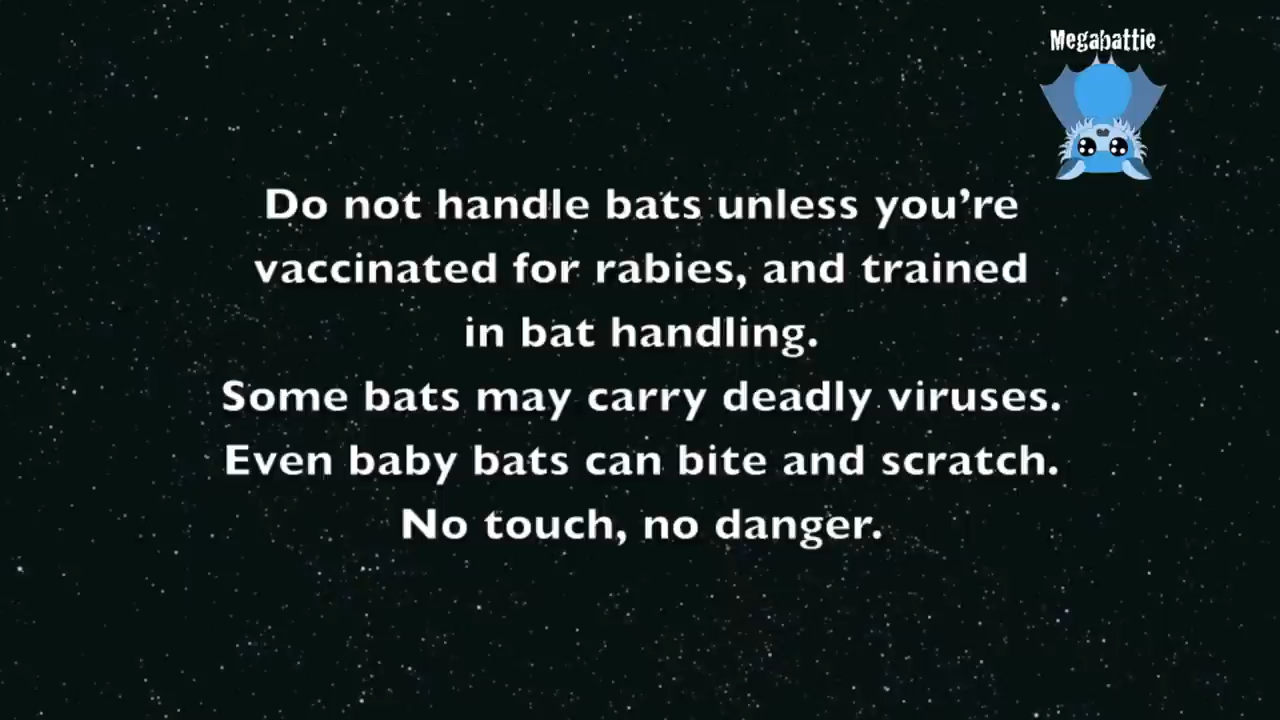 Megabattie
Do not handle bats unless you’re
vaccinated for rabies, and trained
in bat handling.
Some bats may carry deadly viruses.
Even baby bats can bite and scratch.
No touch, no danger.